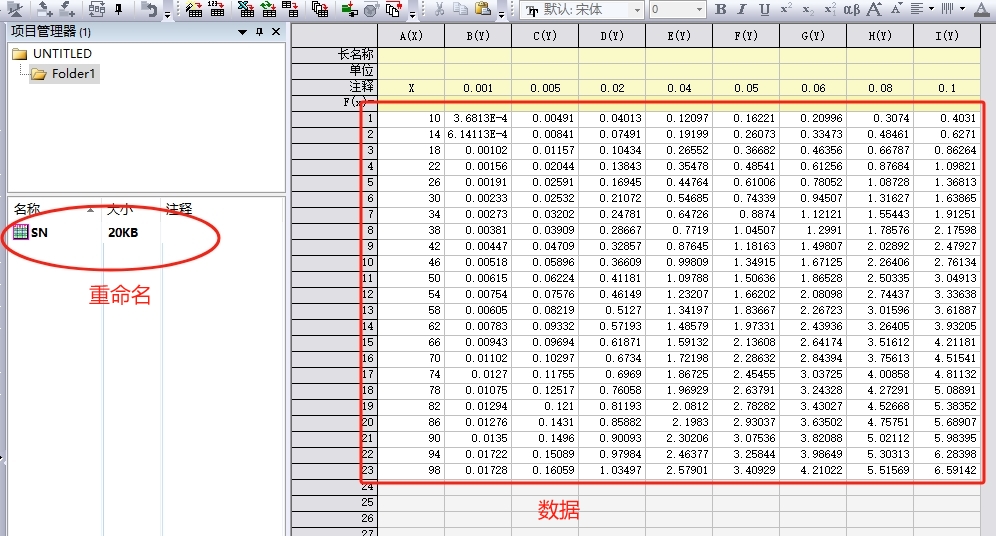 默认: 宋体 0 B I U x² x₂ αβ A A A
项目管理器 (1)
UNTITLED
Folder1
名称 大小 注释
SN 20KB
重命名
A(X) B(Y) C(Y) D(Y) E(Y) F(Y) G(Y) H(Y) I(Y)
长名称
单位
注释 X 0.001 0.005 0.02 0.04 0.05 0.06 0.08 0.1
F(x)=
1 10 3.6813E-4 0.00491 0.04013 0.12097 0.16221 0.20996 0.3074 0.4031
2 14 6.14113E-4 0.00841 0.07491 0.19199 0.26073 0.33473 0.48461 0.6271
3 18 0.00102 0.01157 0.10434 0.26552 0.36682 0.46356 0.66787 0.86264
4 22 0.00156 0.02044 0.13843 0.35478 0.48541 0.61256 0.87684 1.09821
5 26 0.00191 0.02591 0.16945 0.44764 0.61006 0.78052 1.08728 1.36813
6 30 0.00233 0.02532 0.21072 0.54685 0.74339 0.94507 1.31627 1.63865
7 34 0.00273 0.03202 0.24781 0.64726 0.8874 1.12121 1.55443 1.91251
8 38 0.00381 0.03909 0.28667 0.7719 1.04507 1.2991 1.78576 2.17598
9 42 0.00447 0.04709 0.32857 0.87645 1.18163 1.49807 2.02892 2.47927
10 46 0.00518 0.05896 0.36609 0.99809 1.34915 1.67125 2.26406 2.76134
11 50 0.00615 0.06224 0.41181 1.09788 1.50636 1.86528 2.50335 3.04913
12 54 0.00754 0.07576 0.46149 1.23207 1.66202 2.08098 2.74437 3.33638
13 58 0.00605 0.08219 0.5127 1.34197 1.83667 2.26723 3.01596 3.61887
14 62 0.00783 0.09332 0.57193 1.48579 1.97331 2.43936 3.26405 3.93205
15 66 0.00943 0.09694 0.61871 1.59132 2.13608 2.64174 3.51612 4.21181
16 70 0.01102 0.10297 0.6734 1.72198 2.28632 2.84394 3.75613 4.51541
17 74 0.0127 0.11755 0.6969 1.86725 2.45455 3.03725 4.00858 4.81132
18 78 0.01075 0.12517 0.76058 1.96929 2.63791 3.24328 4.27291 5.08891
19 82 0.01294 0.121 0.81193 2.0812 2.78282 3.43027 4.52668 5.38352
20 86 0.01276 0.1431 0.85882 2.1983 2.93037 3.63502 4.75751 5.68907
21 90 0.0135 0.1496 0.90093 2.30206 3.07536 3.82088 5.02112 5.98395
22 94 0.01722 0.15089 0.97984 2.46377 3.25844 3.98649 5.30313 6.28398
23 98 0.01728 0.16059 1.03497 2.57901 3.40929 4.21022 5.51569 6.59142
24
25
26
27
数据